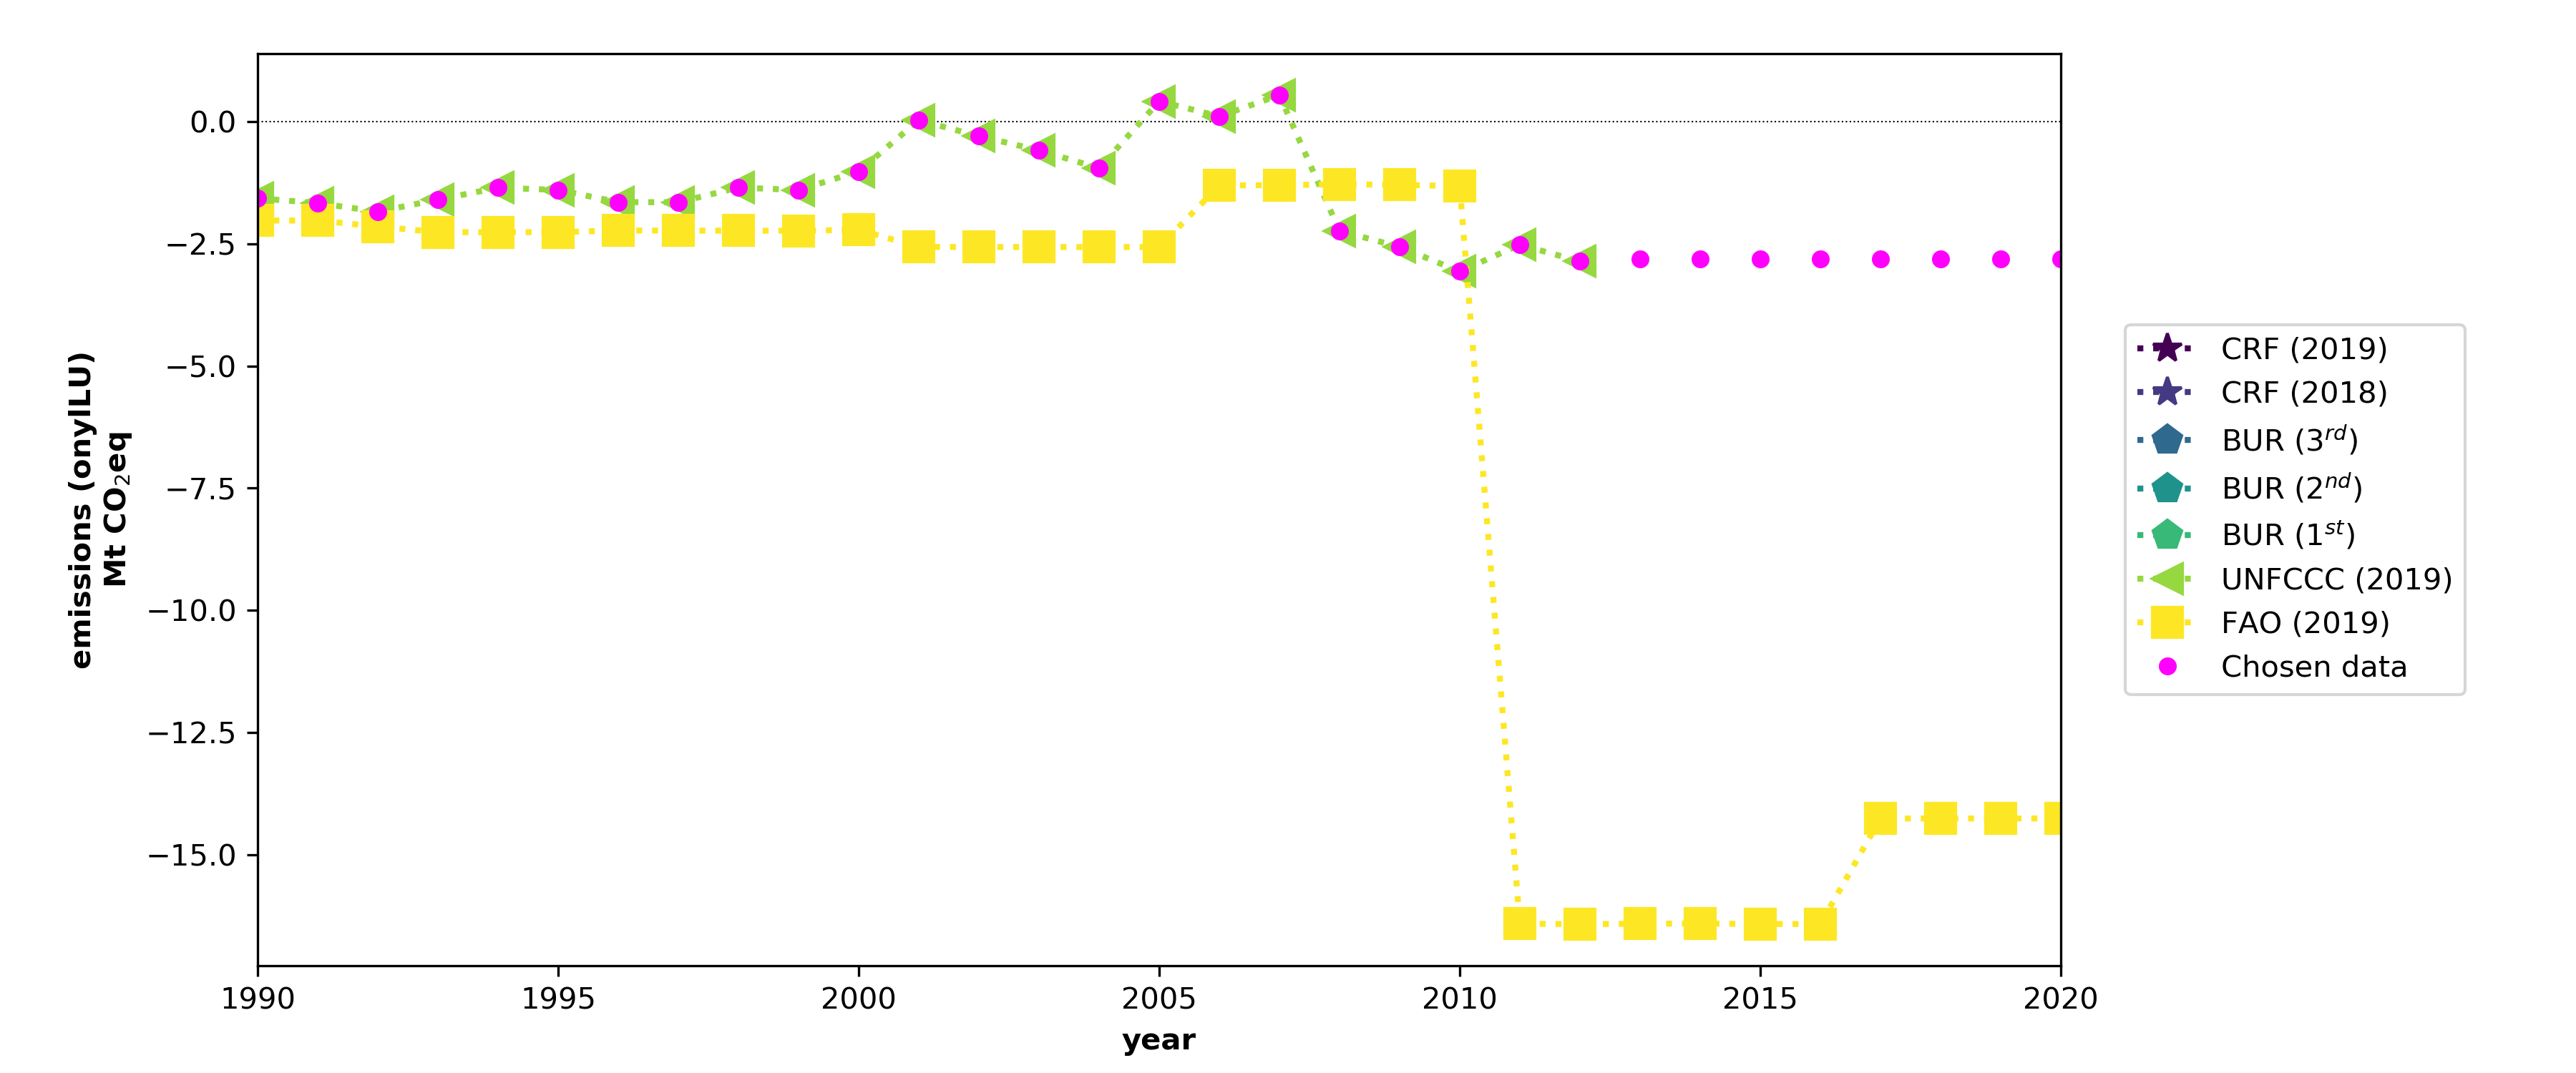 0.0
−2.5
−5.0
−7.5
−10.0
−12.5
−15.0
emissions (onylLU)
Mt CO₂eq
1990 1995 2000 2005 2010 2015 2020
year
CRF (2019)
CRF (2018)
BUR (3ʳᵈ)
BUR (2ⁿᵈ)
BUR (1ˢᵗ)
UNFCCC (2019)
FAO (2019)
Chosen data